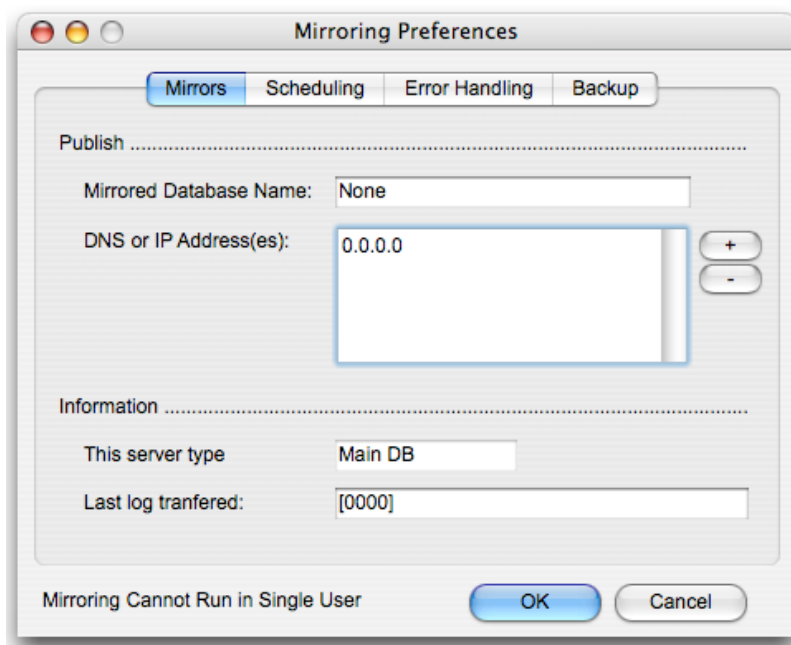 Mirroring Preferences
Mirrors Scheduling Error Handling Backup
Publish ................................................................
Mirrored Database Name: None
DNS or IP Address(es): 0.0.0.0
+
-
Information ................................................................
This server type Main DB
Last log tranfered: [0000]
Mirroring Cannot Run in Single User OK Cancel